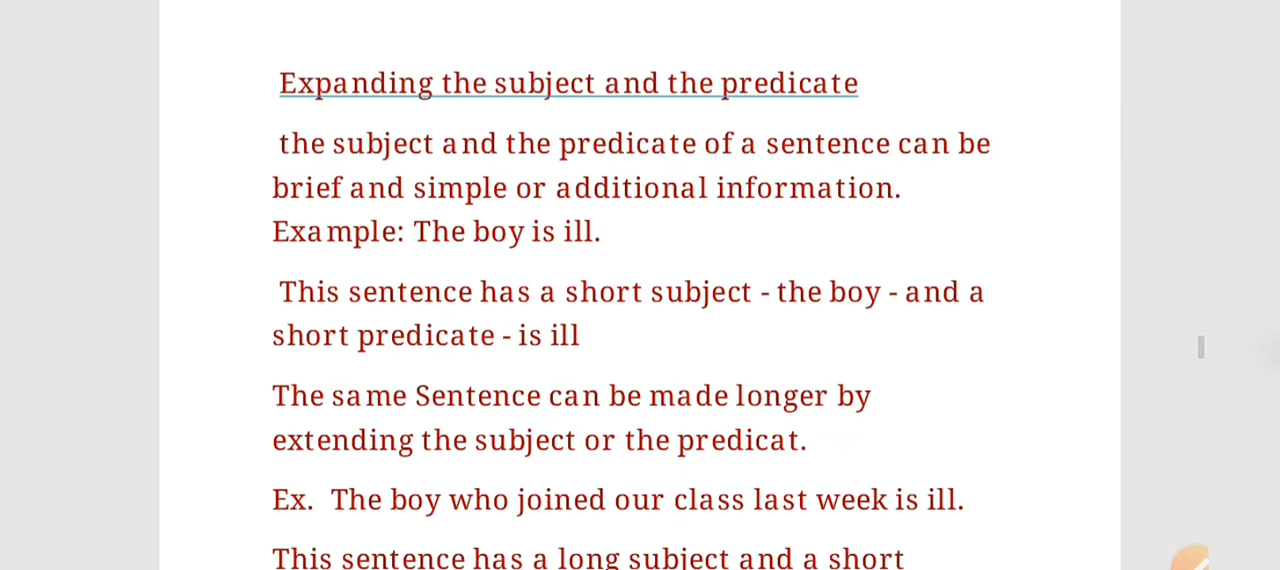 Expanding the subject and the predicate
the subject and the predicate of a sentence can be
brief and simple or additional information.
Example: The boy is ill.
This sentence has a short subject - the boy - and a
short predicate - is ill
The same Sentence can be made longer by
extending the subject or the predicat.
Ex. The boy who joined our class last week is ill.
This sentence has a long subject and a short